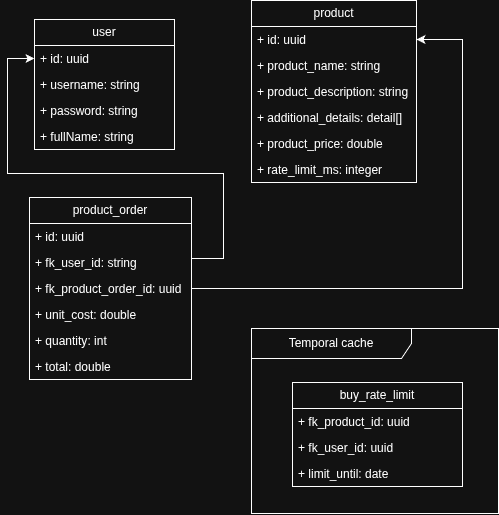 user
+ id: uuid
+ username: string
+ password: string
+ fullName: string
product
+ id: uuid
+ product_name: string
+ product_description: string
+ additional_details: detail[]
+ product_price: double
+ rate_limit_ms: integer
product_order
+ id: uuid
+ fk_user_id: string
+ fk_product_order_id: uuid
+ unit_cost: double
+ quantity: int
+ total: double
Temporal cache
buy_rate_limit
+ fk_product_id: uuid
+ fk_user_id: uuid
+ limit_until: date